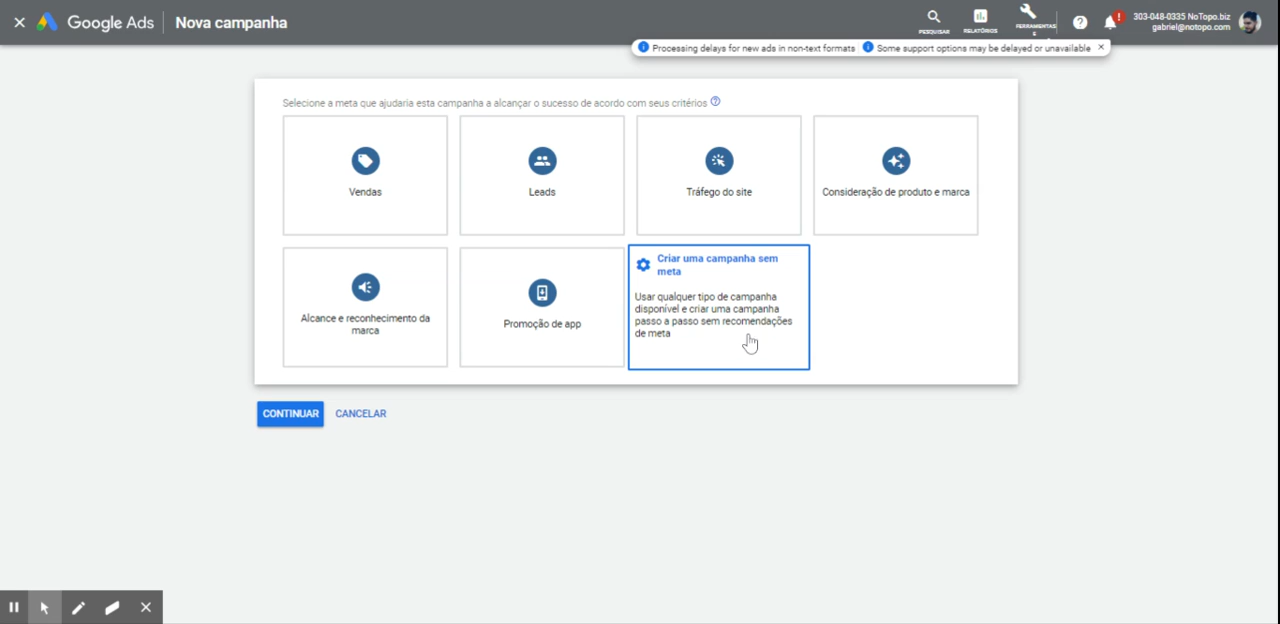 Google Ads
Nova campanha
PESQUISAR
RELATÓRIOS
FERRAMENTAS
E
303-048-0335 NoTopo.biz
gabriel@notopo.com
Processing delays for new ads in non-text formats
Some support options may be delayed or unavailable
Selecione a meta que ajudaria esta campanha a alcançar o sucesso de acordo com seus critérios
Vendas
Leads
Tráfego do site
Consideração de produto e marca
Alcance e reconhecimento da
marca
Promoção de app
Criar uma campanha sem
meta
Usar qualquer tipo de campanha
disponível e criar uma campanha
passo a passo sem recomendações
de meta
CONTINUAR
CANCELAR